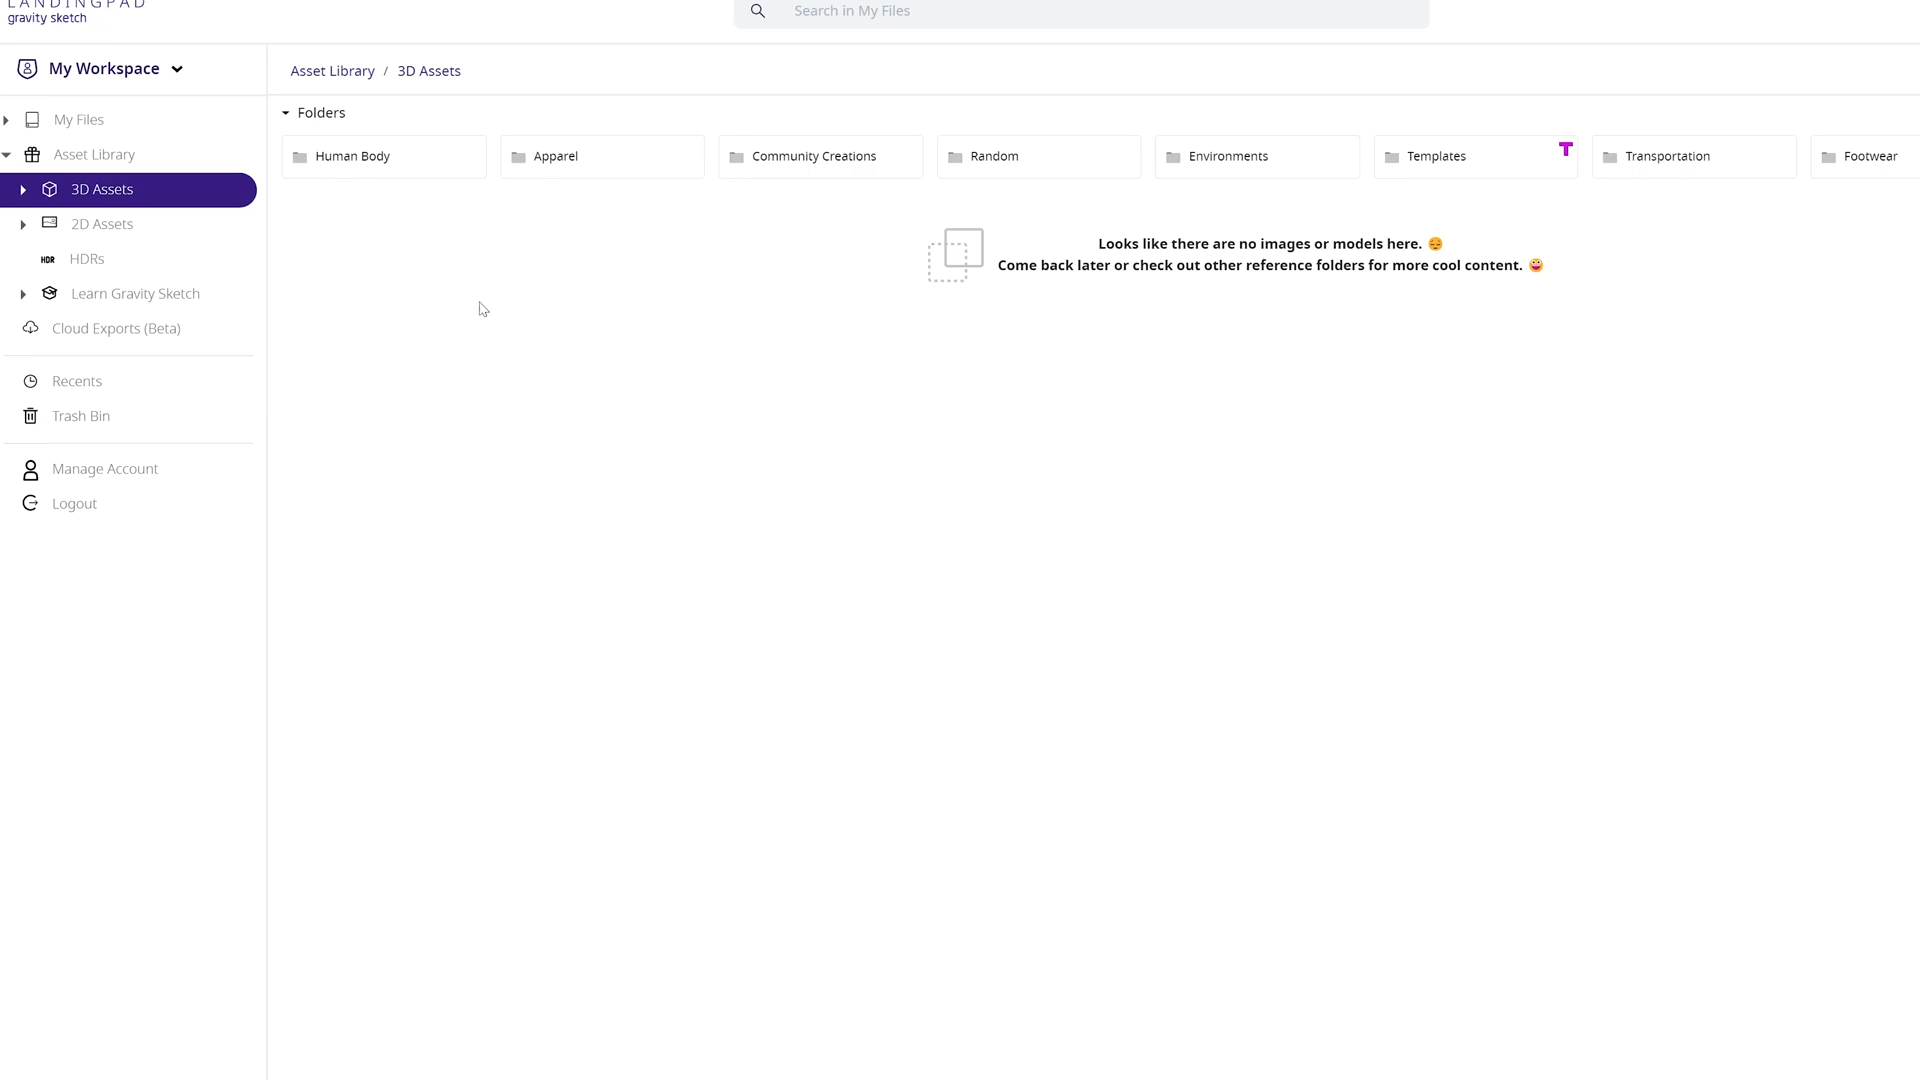 LANDINGPAD
gravity sketch
Search in My Files
My Workspace
Asset Library / 3D Assets
My Files
Asset Library
3D Assets
2D Assets
HDR HDRs
Learn Gravity Sketch
Cloud Exports (Beta)
Recents
Trash Bin
Manage Account
Logout
Folders
Human Body
Apparel
Community Creations
Random
Environments
Templates
T
Transportation
Footwear
Looks like there are no images or models here. 😔
Come back later or check out other reference folders for more cool content. 😀